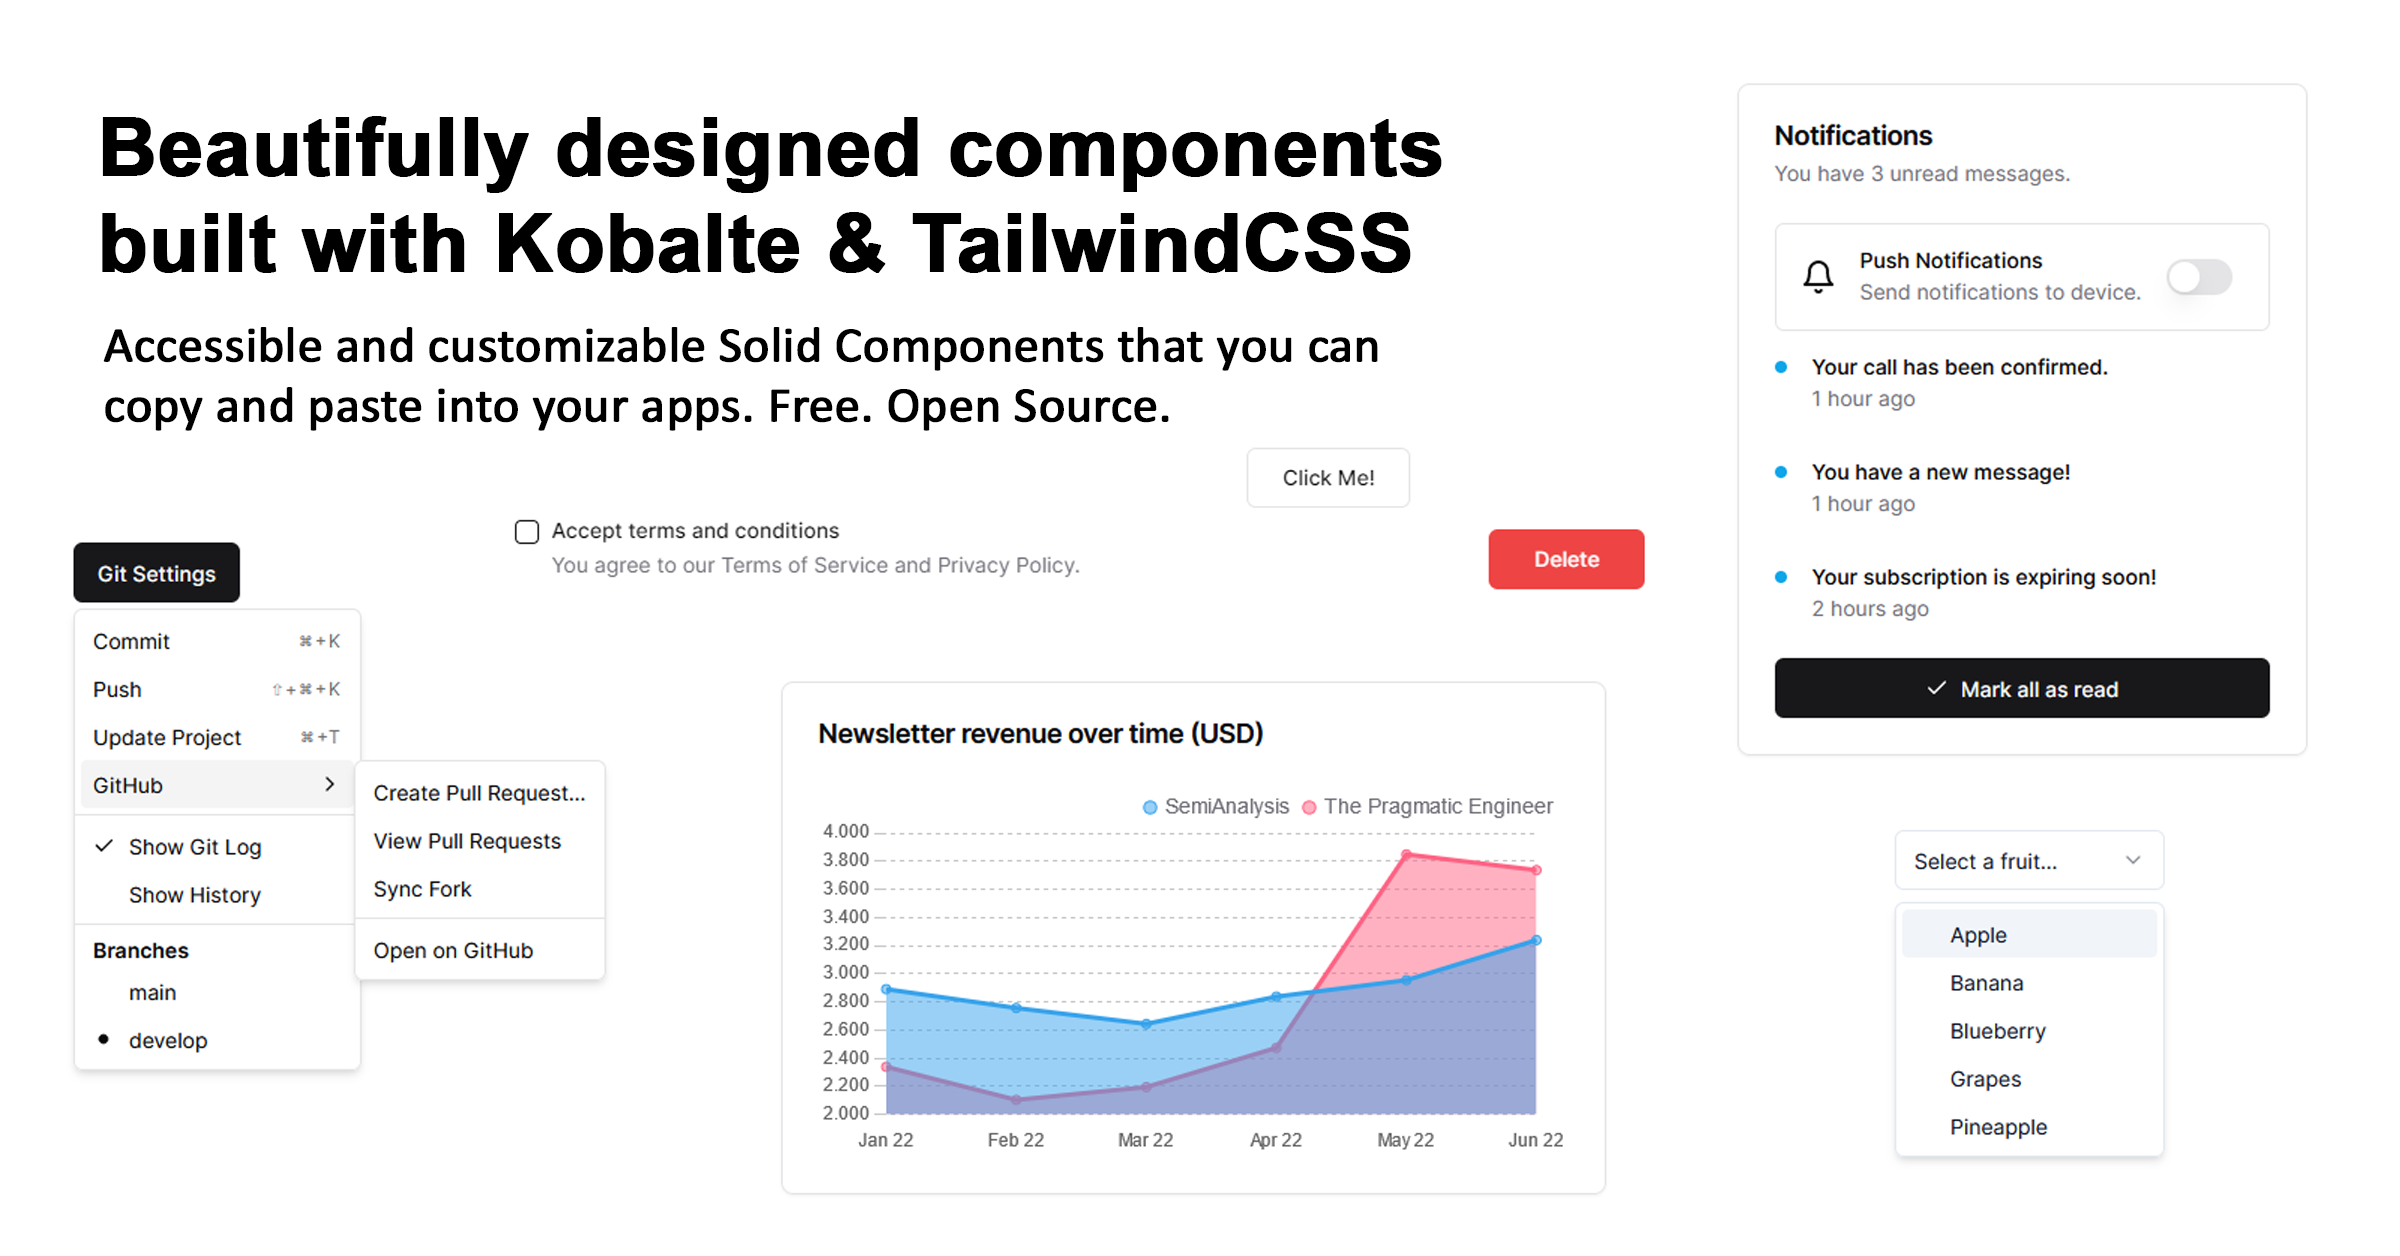 Beautifully designed components
built with Kobalte & TailwindCSS
Accessible and customizable Solid Components that you can
copy and paste into your apps. Free. Open Source.
Click Me!
Accept terms and conditions
You agree to our Terms of Service and Privacy Policy.
Delete
Git Settings
Commit ⌘+K
Push ⇧+⌘+K
Update Project ⌘+T
GitHub
Show Git Log
Show History
Branches
main
develop
Create Pull Request...
View Pull Requests
Sync Fork
Open on GitHub
Newsletter revenue over time (USD)
SemiAnalysis The Pragmatic Engineer
4.000
3.800
3.600
3.400
3.200
3.000
2.800
2.600
2.400
2.200
2.000
Jan 22 Feb 22 Mar 22 Apr 22 May 22 Jun 22
Notifications
You have 3 unread messages.
Push Notifications
Send notifications to device.
Your call has been confirmed.
1 hour ago
You have a new message!
1 hour ago
Your subscription is expiring soon!
2 hours ago
Mark all as read
Select a fruit...
Apple
Banana
Blueberry
Grapes
Pineapple